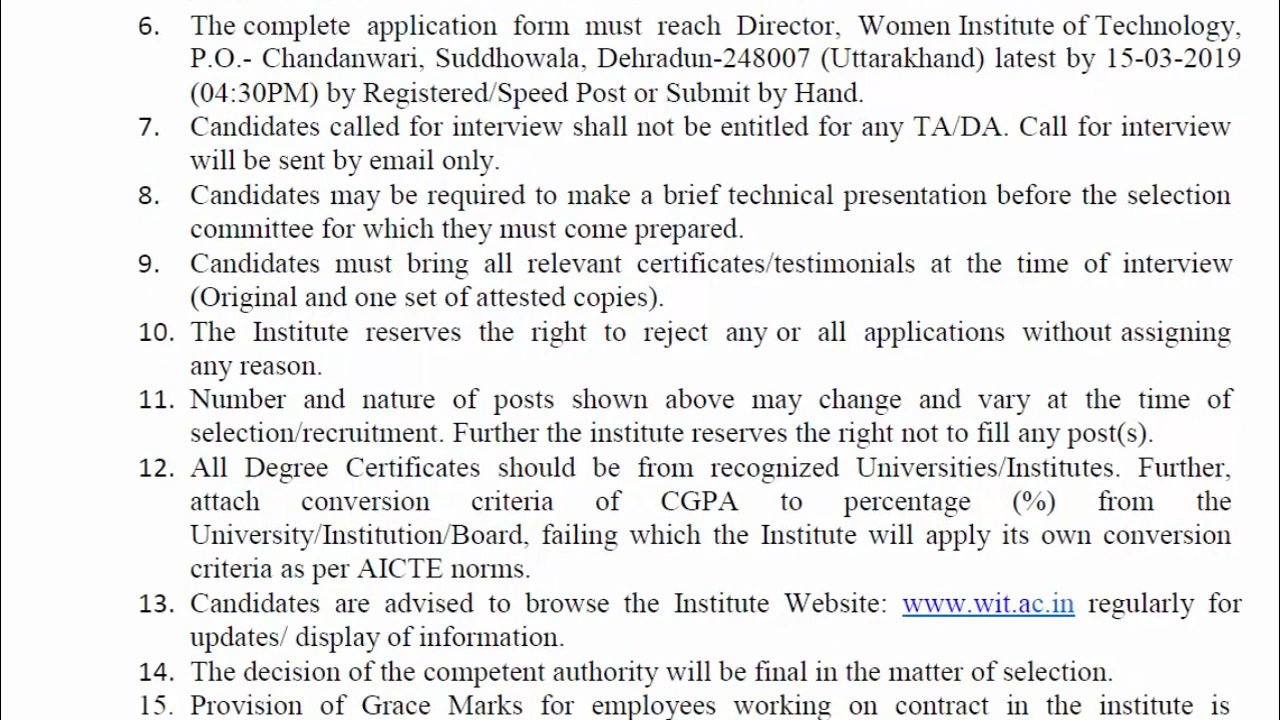 6. The complete application form must reach Director, Women Institute of Technology,
P.O.- Chandanwari, Suddhowala, Dehradun-248007 (Uttarakhand) latest by 15-03-2019
(04:30PM) by Registered/Speed Post or Submit by Hand.
7. Candidates called for interview shall not be entitled for any TA/DA. Call for interview
will be sent by email only.
8. Candidates may be required to make a brief technical presentation before the selection
committee for which they must come prepared.
9. Candidates must bring all relevant certificates/testimonials at the time of interview
(Original and one set of attested copies).
10. The Institute reserves the right to reject any or all applications without assigning
any reason.
11. Number and nature of posts shown above may change and vary at the time of
selection/recruitment. Further the institute reserves the right not to fill any post(s).
12. All Degree Certificates should be from recognized Universities/Institutes. Further,
attach conversion criteria of CGPA to percentage (%) from the
University/Institution/Board, failing which the Institute will apply its own conversion
criteria as per AICTE norms.
13. Candidates are advised to browse the Institute Website: www.wit.ac.in regularly for
updates/ display of information.
14. The decision of the competent authority will be final in the matter of selection.
15. Provision of Grace Marks for employees working on contract in the institute is